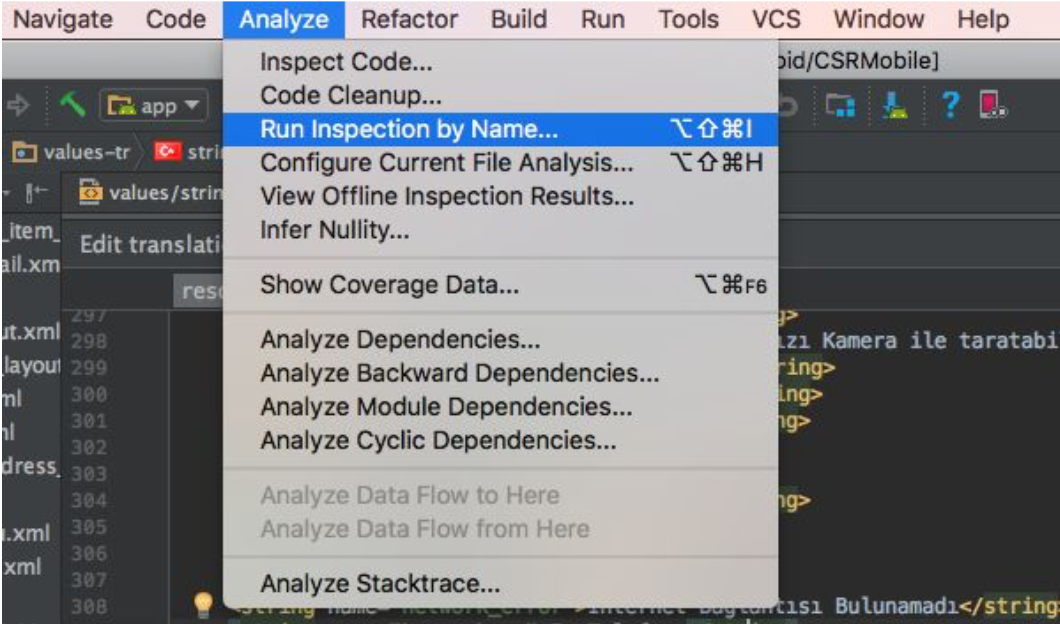 Navigate Code Analyze Refactor Build Run Tools VCS Window Help
Inspect Code...
oid/CSRMobile]
Code Cleanup...
app
Run Inspection by Name... ⌥⇧⌘I
values-tr stri
Configure Current File Analysis... ⌥⇧⌘H
values/strin
View Offline Inspection Results...
_item_
Infer Nullity...
Edit translati
ail.xm
Show Coverage Data... ⌥⌘F6
reso
297
ut.xml
298
Analyze Dependencies...
ızı Kamera ile taratabi
_layout
299
Analyze Backward Dependencies...
ring>
ml
300
Analyze Module Dependencies...
ing>
301
ng>
Analyze Cyclic Dependencies...
302
dress_
303
Analyze Data Flow to Here
304
ng>
305
Analyze Data Flow from Here
.xml
306
xml
307
Analyze Stacktrace...
308
<string name="network_error">İnternet Bağlantısı Bulunamadı</string>